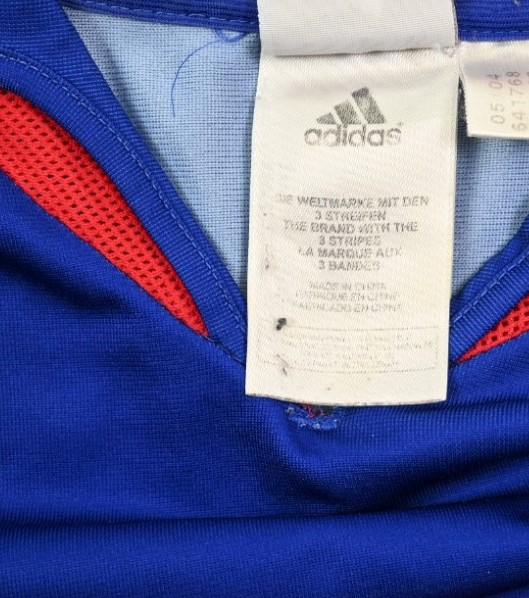 adidas
DIE WELTMARKE MIT DEN
3 STREIFEN
THE BRAND WITH THE
3 STRIPES
LA MARQUE AUX
3 BANDES
MADE IN CHINA
FABRIQUE EN CHINE
FABRICADO EN CHINA
05 04
641768